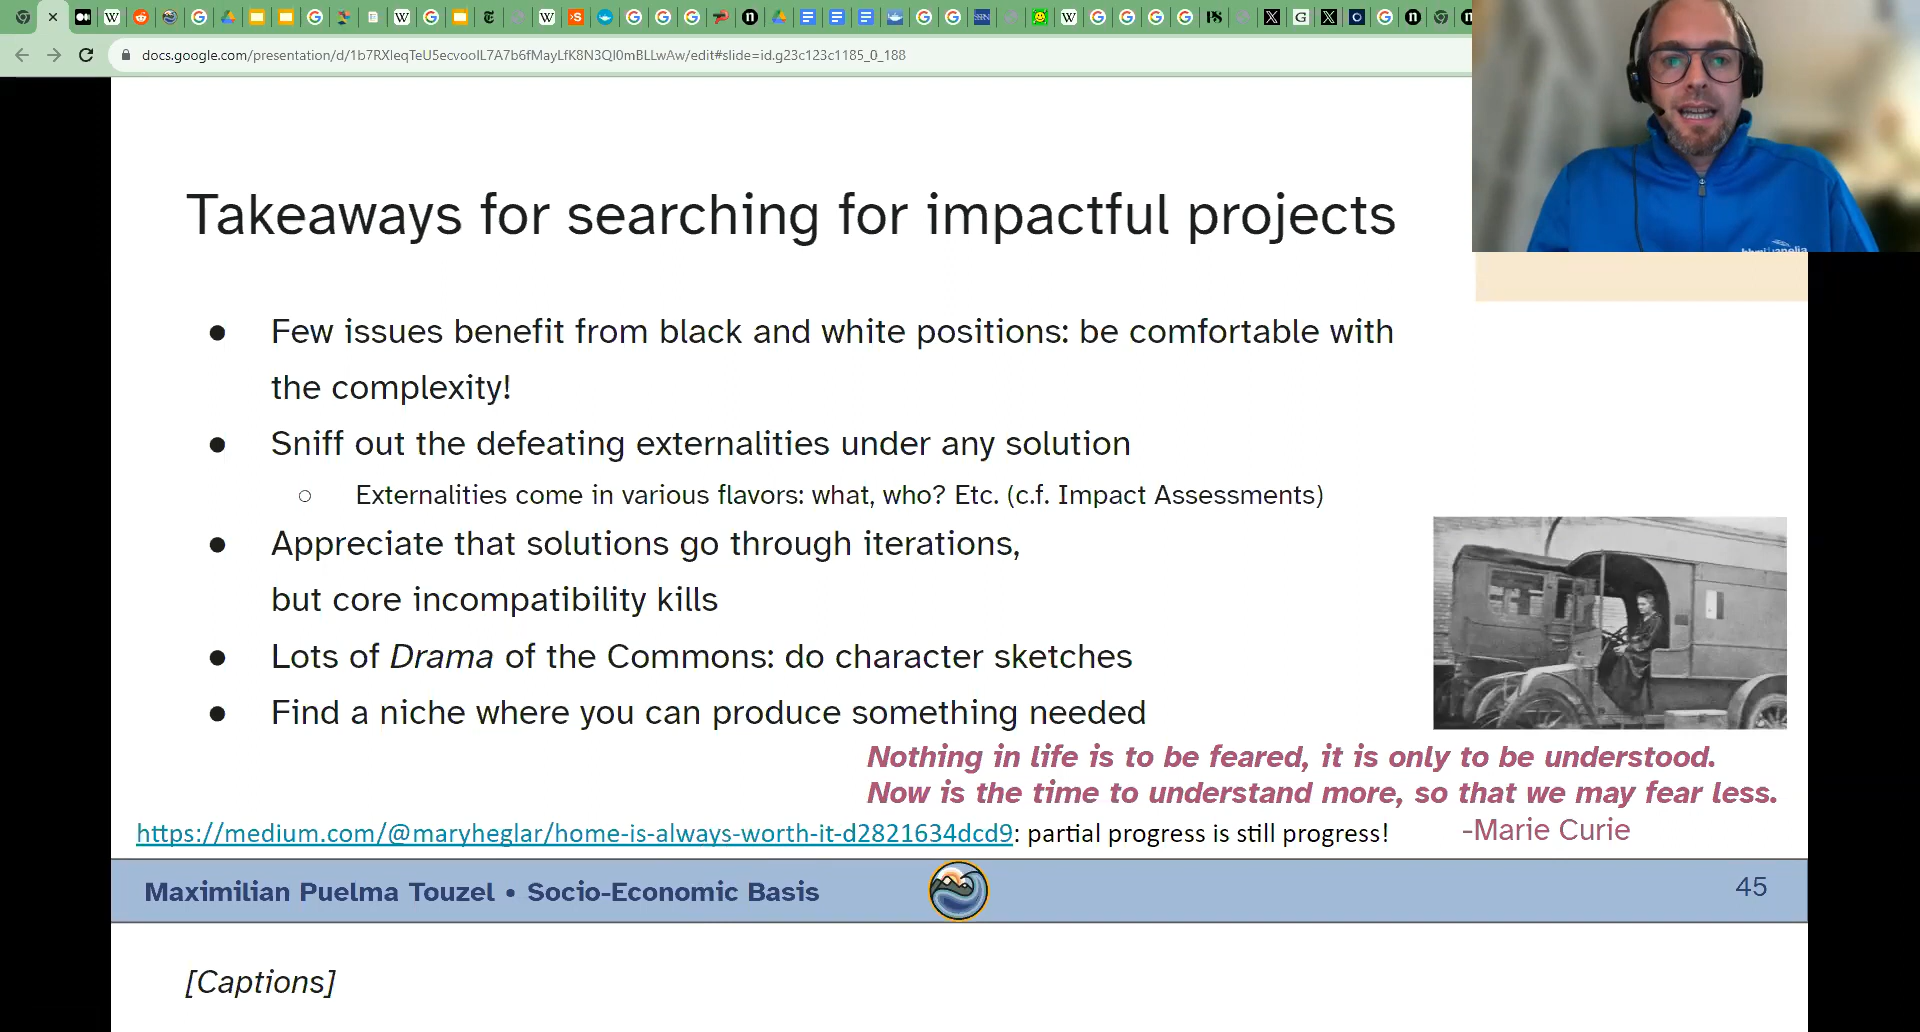 docs.google.com/presentation/d/1b7RXIeqTeU5ecvooIL7A7b6fMayLfK8N3QI0mBLLwAw/edit#slide=id.g23c123c1185_0_188
Takeaways for searching for impactful projects
● Few issues benefit from black and white positions: be comfortable with
the complexity!
● Sniff out the defeating externalities under any solution
○ Externalities come in various flavors: what, who? Etc. (c.f. Impact Assessments)
● Appreciate that solutions go through iterations,
but core incompatibility kills
● Lots of Drama of the Commons: do character sketches
● Find a niche where you can produce something needed
Nothing in life is to be feared, it is only to be understood.
Now is the time to understand more, so that we may fear less.
-Marie Curie
https://medium.com/@maryheglar/home-is-always-worth-it-d2821634dcd9: partial progress is still progress!
Maximilian Puelma Touzel • Socio-Economic Basis
45
[Captions]